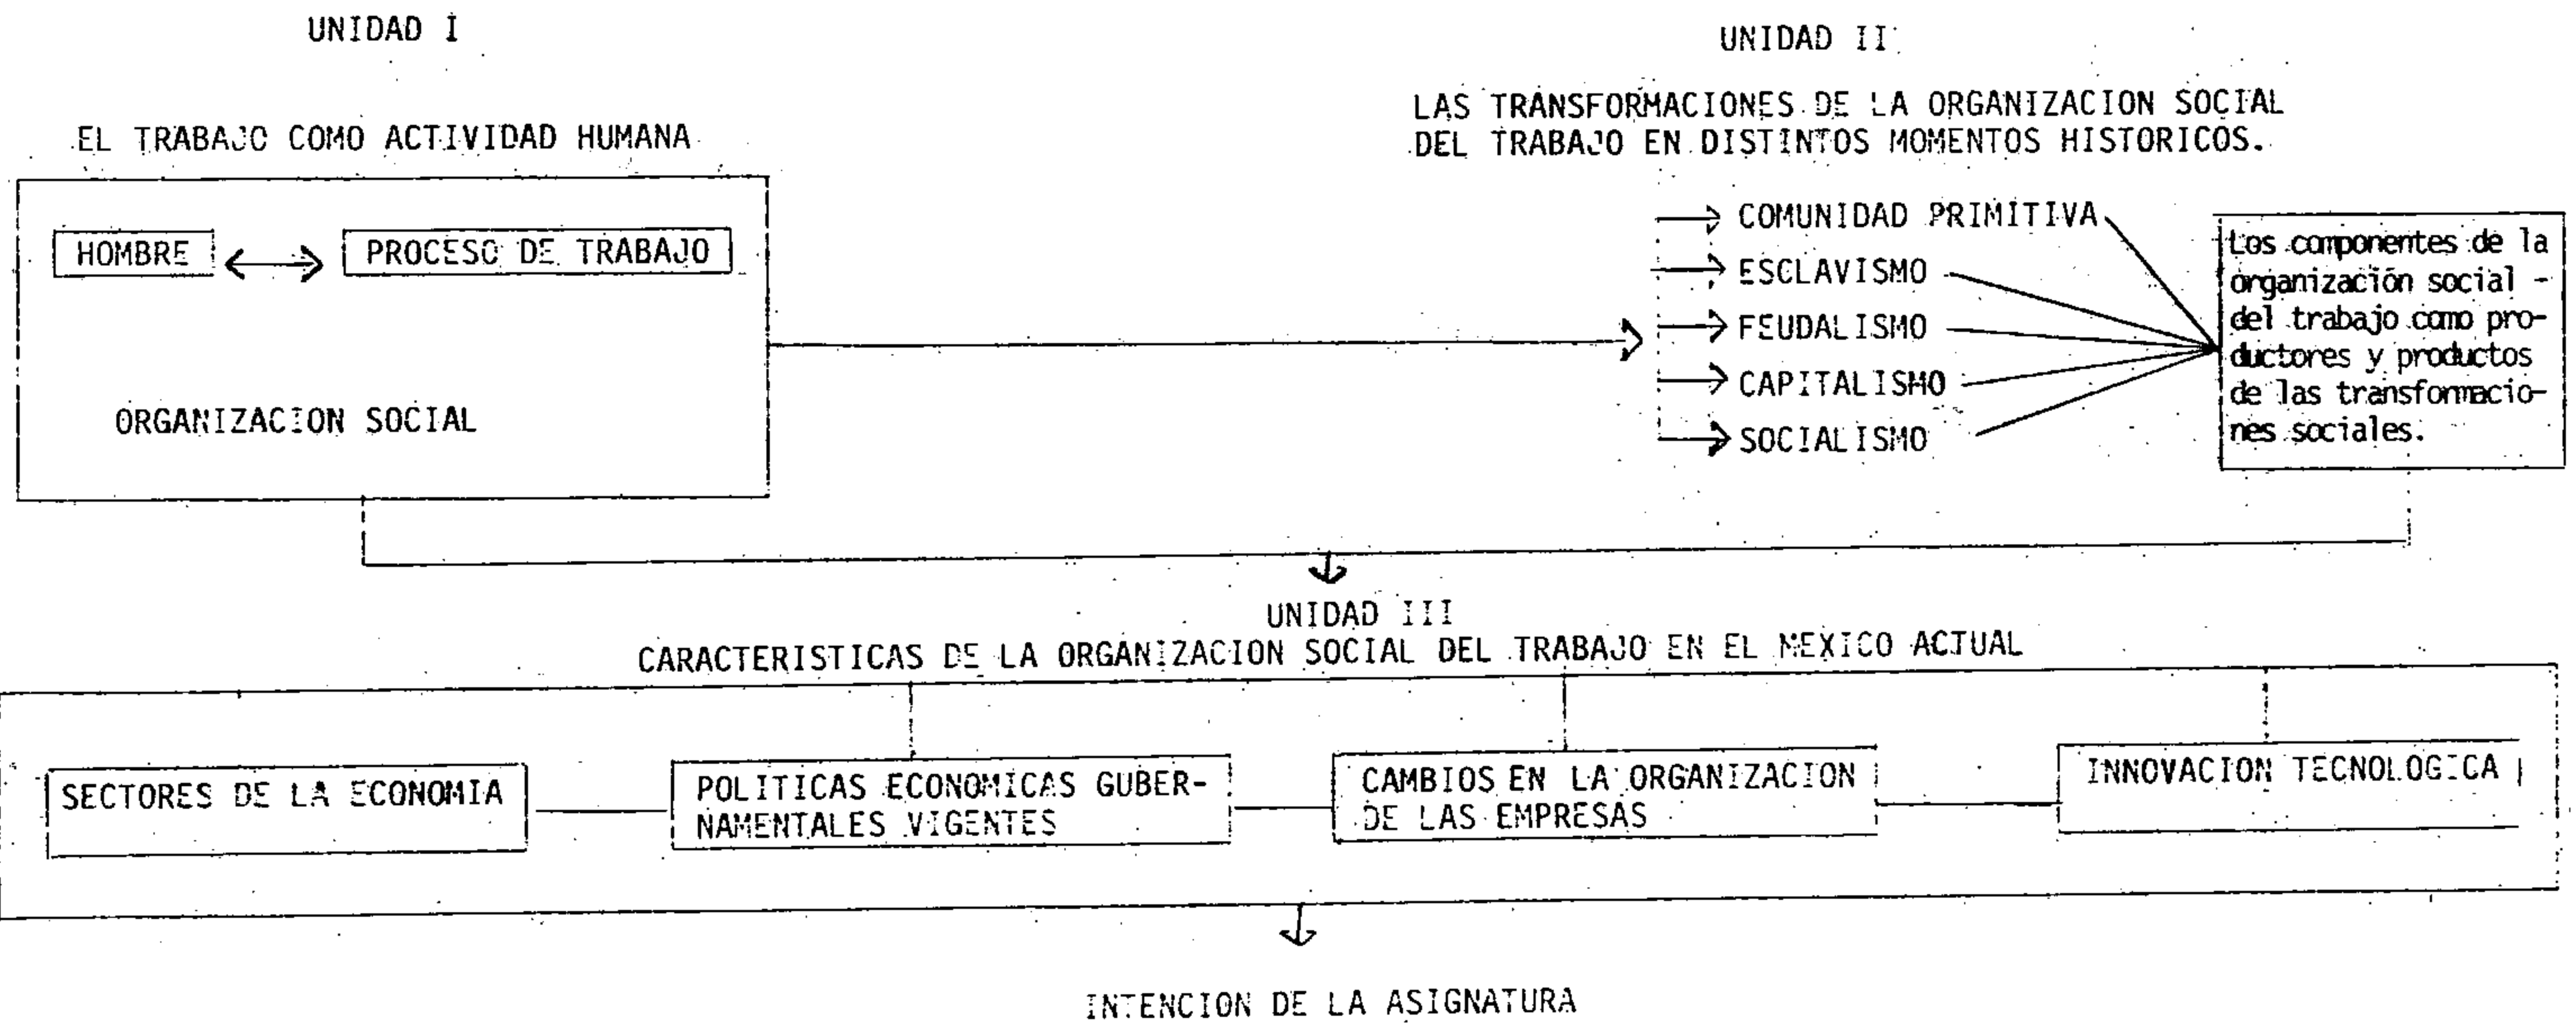 UNIDAD I
EL TRABAJO COMO ACTIVIDAD HUMANA
HOMBRE
PROCESO DE TRABAJO
ORGANIZACION SOCIAL
UNIDAD II
LAS TRANSFORMACIONES DE LA ORGANIZACION SOCIAL
DEL TRABAJO EN DISTINTOS MOMENTOS HISTORICOS.
COMUNIDAD PRIMITIVA
ESCLAVISMO
FEUDALISMO
CAPITALISMO
SOCIALISMO
Los componentes de la
organización social -
del trabajo como pro-
ductores y productos
de las transformacio-
nes sociales.
UNIDAD III
CARACTERISTICAS DE LA ORGANIZACION SOCIAL DEL TRABAJO EN EL MEXICO ACTUAL
SECTORES DE LA ECONOMIA
POLITICAS ECONOMICAS GUBER-
NAMENTALES VIGENTES
CAMBIOS EN LA ORGANIZACION
DE LAS EMPRESAS
INNOVACION TECNOLOGICA
INTENCION DE LA ASIGNATURA